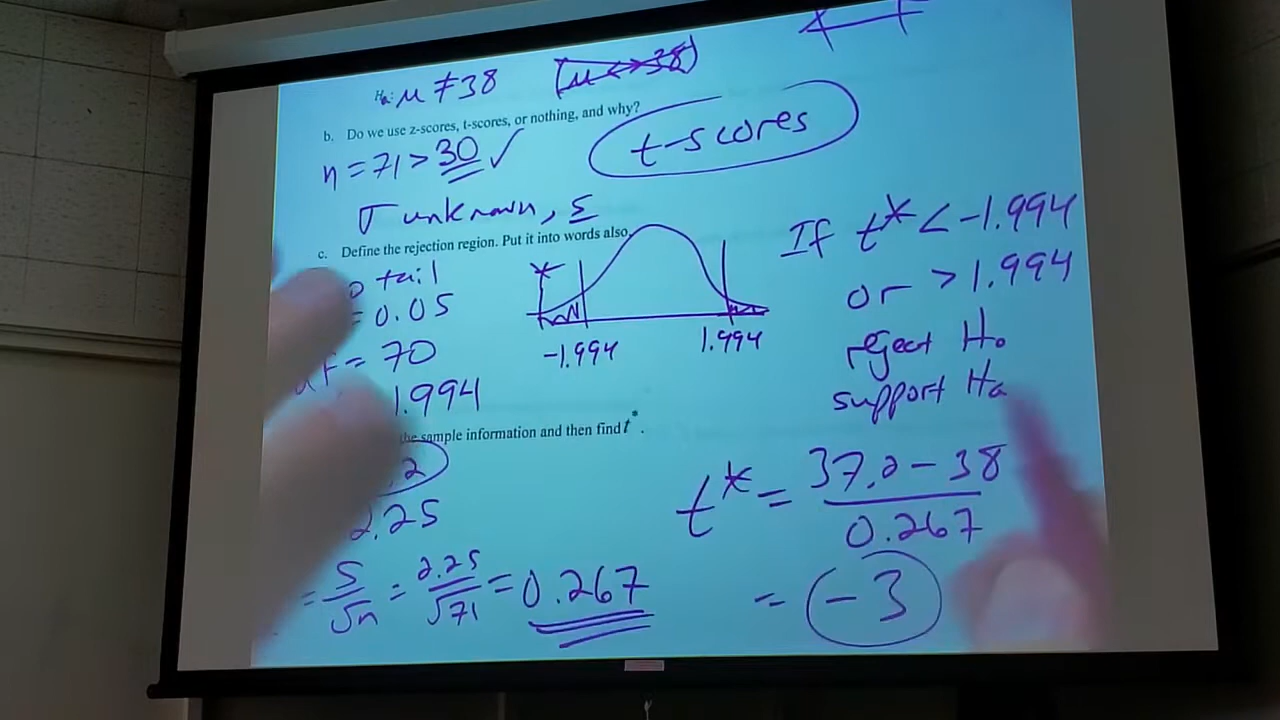 Ha: μ ≠ 38 (μ <> 38)
b. Do we use z-scores, t-scores, or nothing, and why?
n = 71 > 30 ✓ t-scores
σ unknown, s
c. Define the rejection region. Put it into words also.
tail
= 0.05
df = 70
1.994
-1.994 1.994
If t* < -1.994
or > 1.994
reject Ho
support Ha
the sample information and then find t*.
.2
2.25
= s/√n = 2.25/√71 = 0.267
t* = 37.2 - 38 / 0.267
= -3